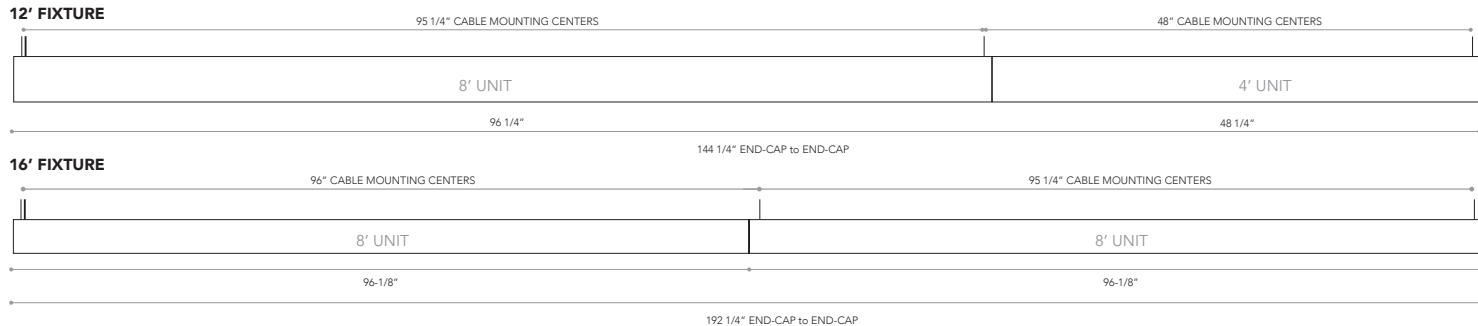 12’ FIXTURE
95 1/4” CABLE MOUNTING CENTERS
48” CABLE MOUNTING CENTERS
8’ UNIT
4’ UNIT
96 1/4”
48 1/4”
144 1/4” END-CAP to END-CAP
16’ FIXTURE
96” CABLE MOUNTING CENTERS
95 1/4” CABLE MOUNTING CENTERS
8’ UNIT
8’ UNIT
96-1/8”
96-1/8”
192 1/4” END-CAP to END-CAP